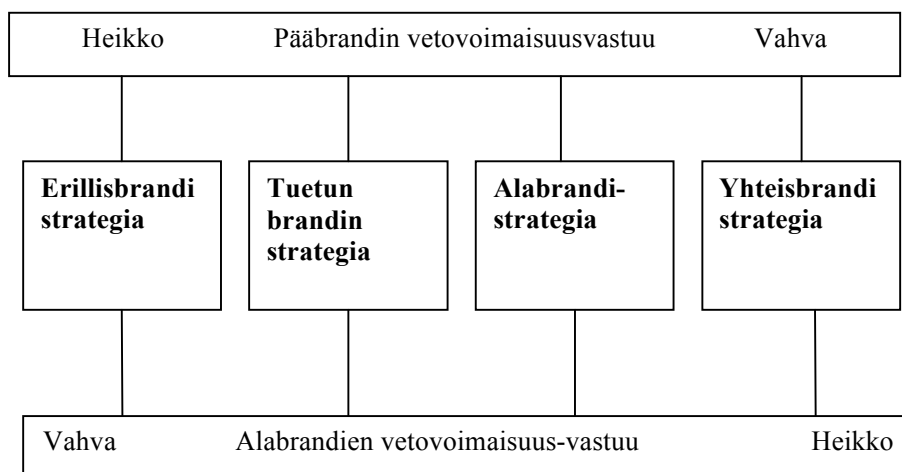 Heikko Pääbrandin vetovoimaisuusvastuu Vahva
Erillisbrandi
strategia
Tuetun
brandin
strategia
Alabrandi-
strategia
Yhteisbrandi
strategia
Vahva Alabrandien vetovoimaisuus-vastuu Heikko